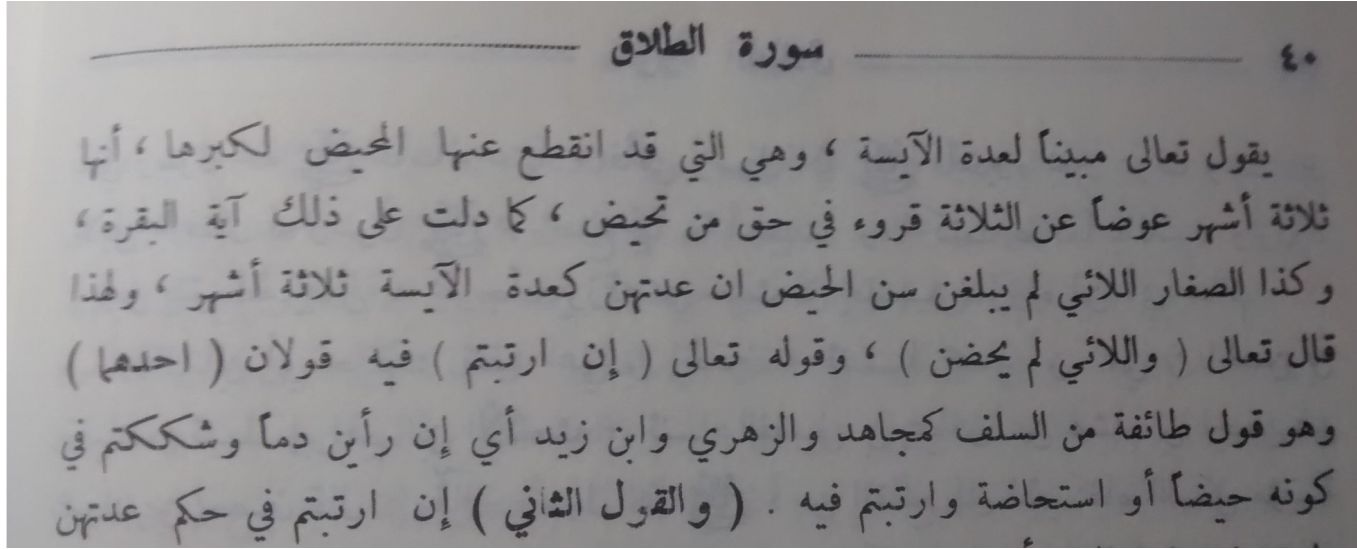 ٤٠ سورة الطلاق
يقول تعالى مبيناً لعدة الآيسة ، وهي التي قد انقطع عنها المحيض لكبرها ، أنها
ثلاثة أشهر عوضاً عن الثلاثة قروء في حق من تحيض ، كما دلت على ذلك آية البقرة ،
وكذا الصغار اللائي لم يبلغن سن الحيض ان عدتهن كعدة الآيسة ثلاثة أشهر ، ولهذا
قال تعالى ( واللائي لم يحضن ) ، وقوله تعالى ( إن ارتبتم ) فيه قولان ( احدهما )
وهو قول طائفة من السلف كمجاهد والزهري وابن زيد أي إن رأين دماً وشككتم في
كونه حيضاً أو استحاضة وارتبتم فيه . ( والقول الثاني ) إن ارتبتم في حكم عدتهن